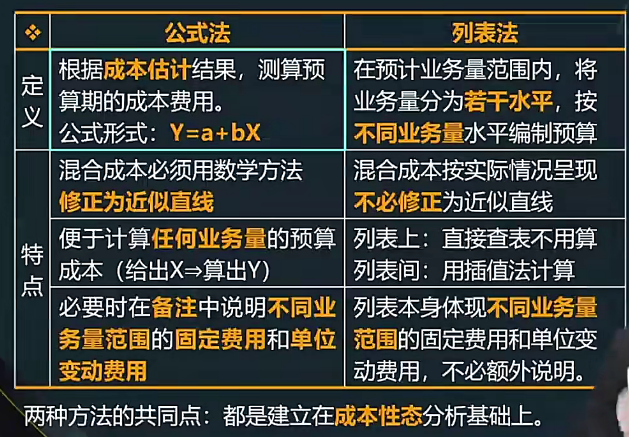 ❖ 公式法 列表法
定义
根据成本估计结果，测算预
算期的成本费用。
公式形式：Y=a+bX
在预计业务量范围内，将
业务量分为若干水平，按
不同业务量水平编制预算
特点
混合成本必须用数学方法
修正为近似直线
混合成本按实际情况呈现
不必修正为近似直线
便于计算任何业务量的预算
成本（给出X⇒算出Y）
列表上：直接查表不用算
列表间：用插值法计算
必要时在备注中说明不同业
务量范围的固定费用和单位
变动费用
列表本身体现不同业务量
范围的固定费用和单位变
动费用，不必额外说明。
两种方法的共同点：都是建立在成本性态分析基础上。